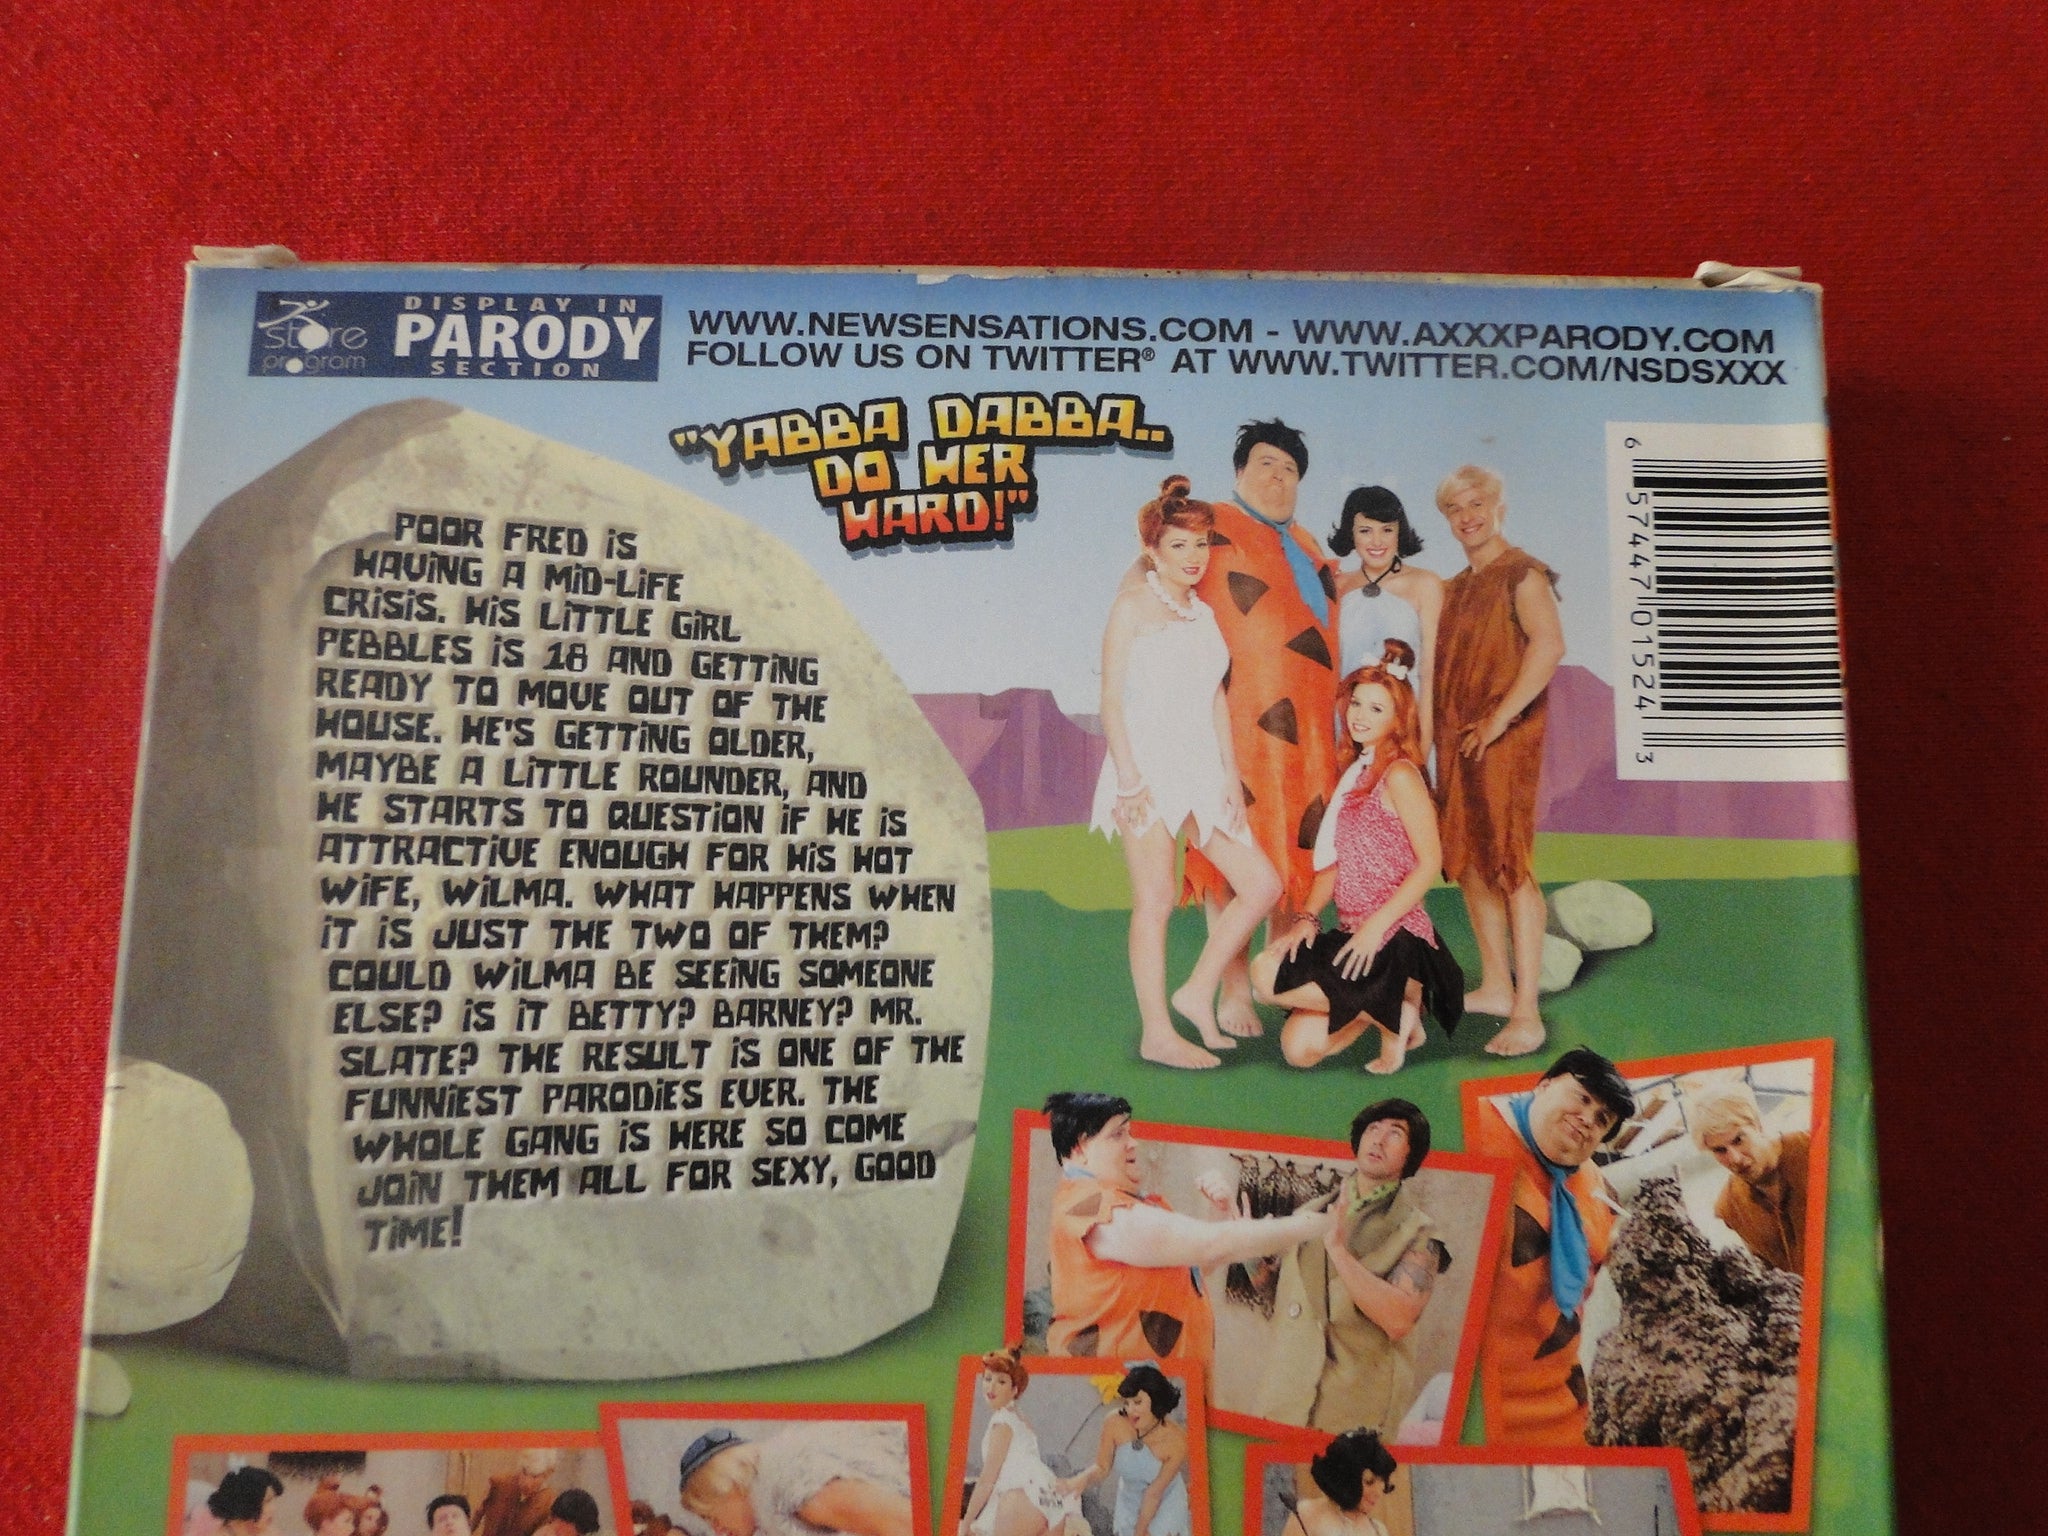 store
program
DISPLAY IN
PARODY
SECTION
WWW.NEWSENSATIONS.COM - WWW.AXXXPARODY.COM
FOLLOW US ON TWITTER® AT WWW.TWITTER.COM/NSDSXXX
"YABBA DABBA..
DO HER
HARD!"
POOR FRED iS
HAViNG A MiD-LiFE
CRiSiS. HiS LiTTLE GiRL
PEBBLES iS 18 AND GETTiNG
READY TO MOVE OUT OF THE
HOUSE. HE'S GETTiNG OLDER,
MAYBE A LiTTLE ROUNDER, AND
HE STARTS TO QUESTiON iF HE iS
ATTRACTiVE ENOUGH FOR HiS HOT
WiFE, WiLMA. WHAT HAPPENS WHEN
iT iS JUST THE TWO OF THEM?
COULD WiLMA BE SEEiNG SOMEONE
ELSE? iS iT BETTY? BARNEY? MR.
SLATE? THE RESULT iS ONE OF THE
FUNNiEST PARODiES EVER. THE
WHOLE GANG iS HERE SO COME
JOiN THEM ALL FOR SEXY, GOOD
TiME!
6 57447 01524 3